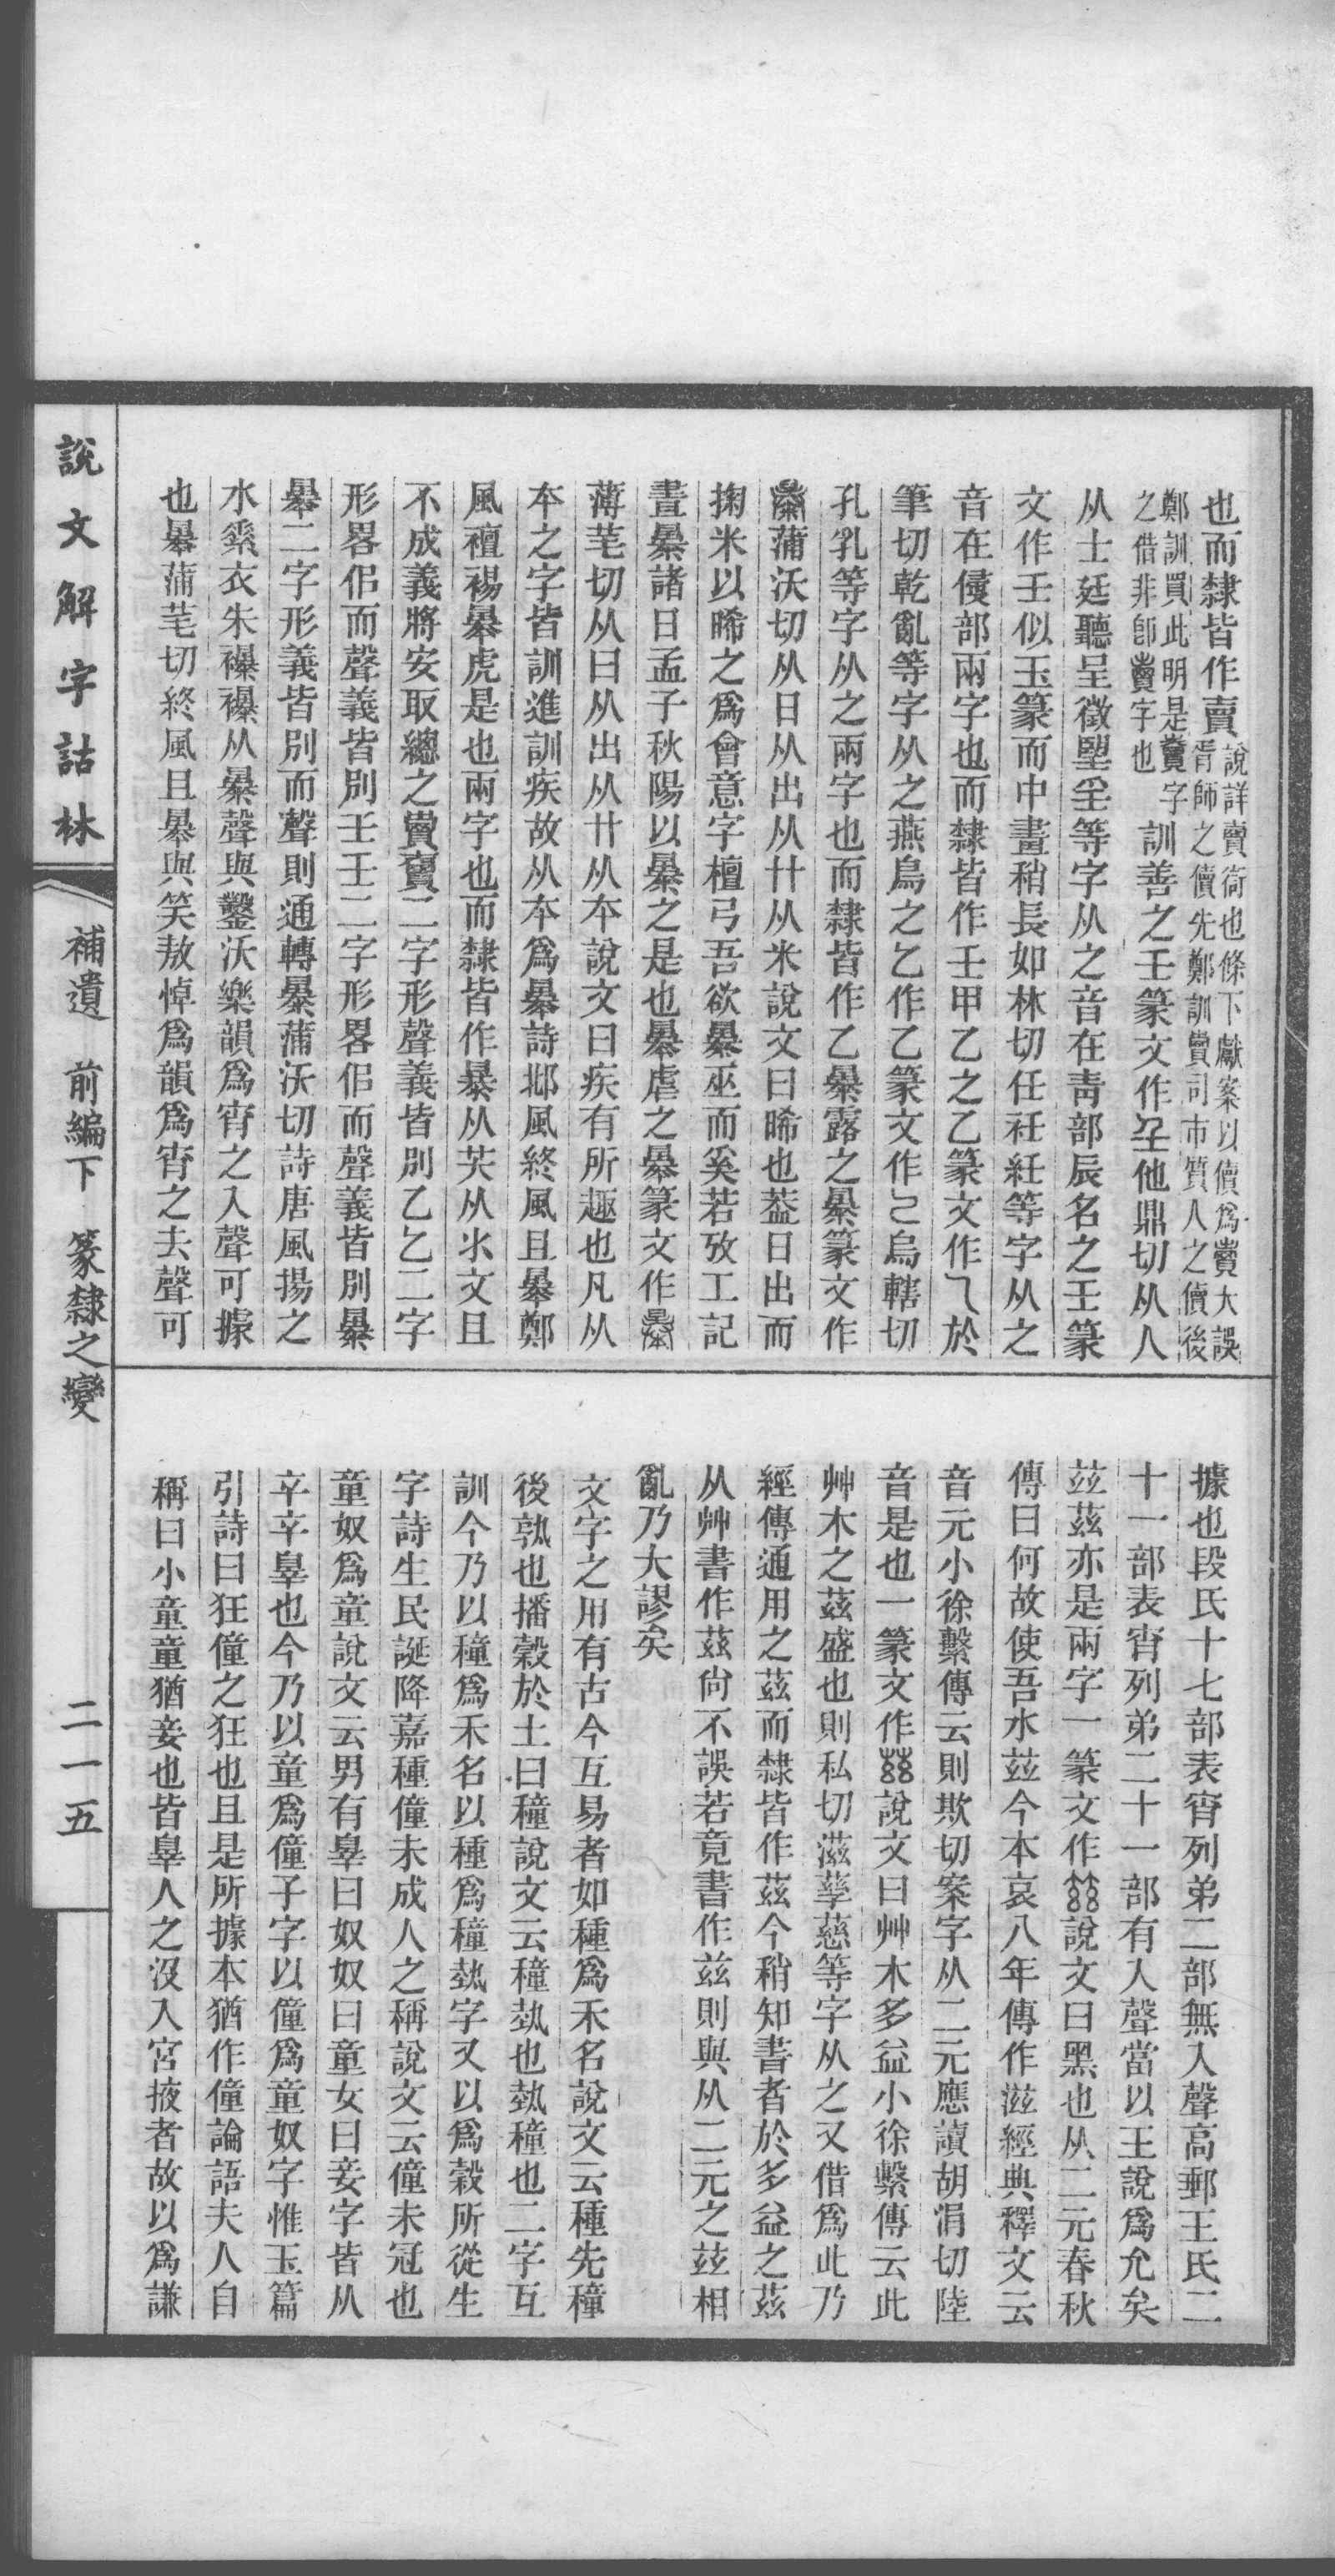 也而隸皆作賣說詳賣衒也條下獻案以儥爲賣大誤
胥師之儥先鄭訓賣司市質人之儥後
鄭訓買此明是賣字
之借非卽賣字也訓善之𡈼篆文作𡈼他鼎切从人
从士廷聽呈徵朢𡈼等字从之音在靑部辰名之壬篆
文作壬似玉篆而中畫稍長如林切任衽紝等字从之
音在侵部兩字也而隸皆作壬甲乙之乙篆文作乙於
筆切乾亂等字从之燕鳥之乞作乞篆文作乞烏轄切
孔乳等字从之兩字也而隸皆作乙暴露之暴篆文作
㬥蒲沃切从日从出从廾从米說文曰晞也葢日出而
掬米以晞之爲會意字檀弓吾欲暴巫而奚若攷工記
晝暴諸日孟子秋陽以暴之是也㬥虐之㬥篆文作㬥
薄芼切从日从出从廾从夲說文曰疾有所趣也凡从
夲之字皆訓進訓疾故从夲爲㬥詩邶風終風且㬥鄭
風襢裼㬥虎是也兩字也而隸皆作暴从㳟从氺文且
不成義將安取總之賣𧶠二字形聲義皆別乙乞二字
形畧侣而聲義皆別壬𡈼二字形畧侣而聲義皆別暴
㬥二字形義皆別而聲則通轉暴蒲沃切詩唐風揚之
水素衣朱襮襮从暴聲與鑿沃樂韻爲宵之入聲可據
也㬥蒲芼切終風且㬥與笑敖悼爲韻爲宵之去聲可
據也段氏十七部表宵列弟二部無入聲高郵王氏二
十一部表宵列弟二十一部有入聲當以王說爲允矣
玆茲亦是兩字一篆文作玆說文曰黑也从二元春秋
傳曰何故使吾水玆今本哀八年傳作滋經典釋文云
音元小徐繫傳云則欺切案字从二元應讀胡涓切陸
音是也一篆文作茲說文曰艸木多益小徐繫傳云此
艸木之茲盛也則私切滋孳慈等字从之又借爲此乃
經傳通用之茲而隸皆作茲今稍知書者於多益之茲
从艸書作茲尙不誤若竟書作玆則與从二元之玆相
亂乃大謬矣
文字之用有古今互易者如種爲禾名說文云種先穜
後孰也播穀於土曰穜說文云穜埶也埶穜也二字互
訓今乃以穜爲禾名以種爲穜埶字又以爲穀所從生
字詩生民誕降嘉種僮未成人之稱說文云僮未冠也
童奴爲童說文云男有辠曰奴奴曰童女曰妾字皆从
䇂䇂辠也今乃以童爲僮子字以僮爲童奴字惟玉篇
引詩曰狂僮之狂也且是所據本猶作僮論語夫人自
稱曰小童童猶妾也皆辠人之沒入宮掖者故以爲謙
說文解字詁林 補遺 前編下 篆隸之變 二一五